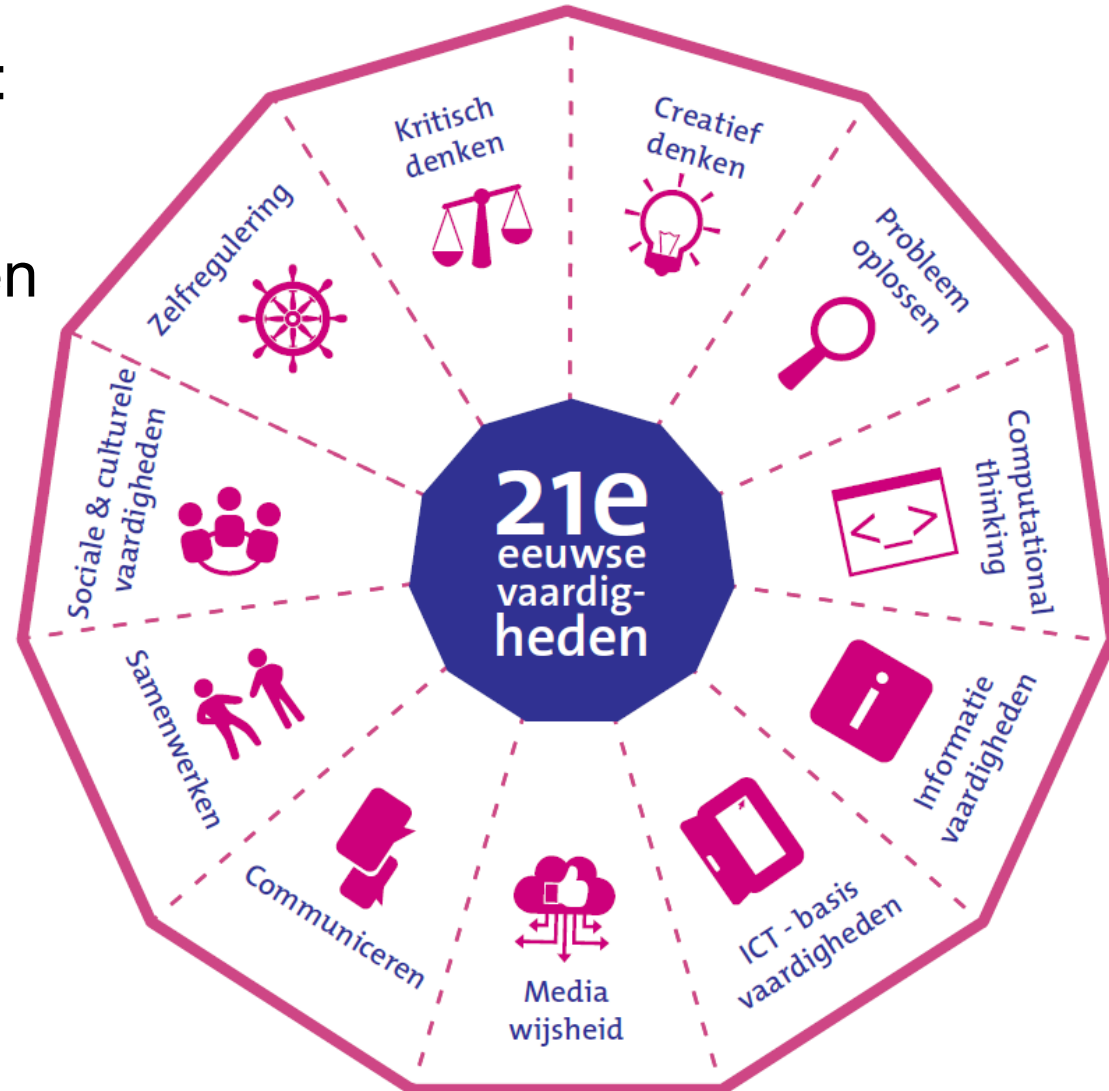 en
21e
eeuwse
vaardig-
heden
Kritisch
denken
Creatief
denken
Probleem
oplossen
Computational
thinking
Informatie
vaardigheden
ICT - basis
vaardigheden
Media
wijsheid
Communiceren
Samenwerken
Sociale & culturele
vaardigheden
Zelfregulering
i
<_>